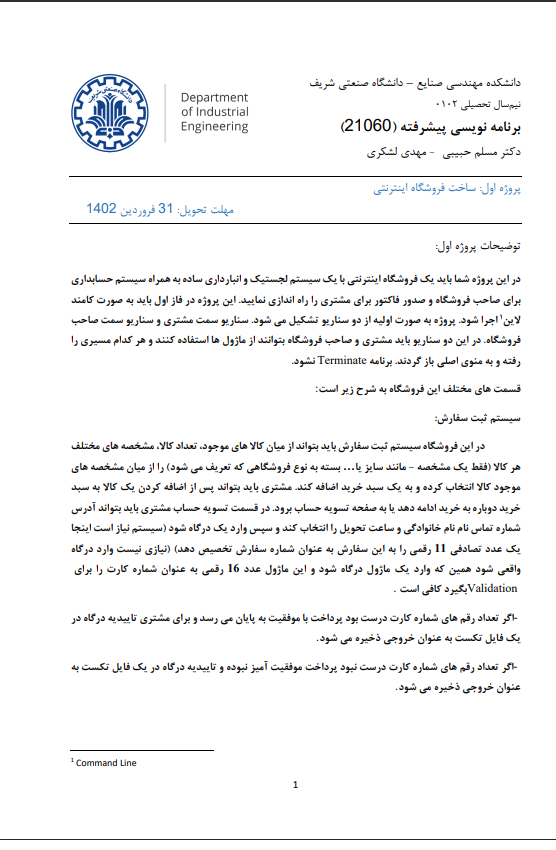 دانشکده مهندسی صنایع – دانشگاه صنعتی شریف
نیم‌سال تحصیلی ۰۱۰۲
برنامه نویسی پیشرفته (21060)
دکتر مسلم حبیبی - مهدی لشکری
Department
of Industrial
Engineering
پروژه اول: ساخت فروشگاه اینترنتی
مهلت تحویل: 31 فروردین 1402
توضیحات پروژه اول:
در این پروژه شما باید یک فروشگاه اینترنتی با یک سیستم لجستیک و انبارداری ساده به همراه سیستم حسابداری
برای صاحب فروشگاه و صدور فاکتور برای مشتری را راه اندازی نمایید. این پروژه در فاز اول باید به صورت کامند
لاین1 اجرا شود. پروژه به صورت اولیه از دو سناریو تشکیل می شود. سناریو سمت مشتری و سناریو سمت صاحب
فروشگاه. در این دو سناریو باید مشتری و صاحب فروشگاه بتوانند از ماژول ها استفاده کنند و هر کدام مسیری را
رفته و به منوی اصلی باز گردند. برنامه Terminate نشود.
قسمت های مختلف این فروشگاه به شرح زیر است:
سیستم ثبت سفارش:
در این فروشگاه سیستم ثبت سفارش باید بتواند از میان کالا های موجود، تعداد کالا، مشخصه های مختلف
هر کالا (فقط یک مشخصه - مانند سایز یا... بسته به نوع فروشگاهی که تعریف می شود) را از میان مشخصه های
موجود کالا انتخاب کرده و به یک سبد خرید اضافه کند. مشتری باید بتواند پس از اضافه کردن یک کالا به سبد
خرید دوباره به خرید ادامه دهد یا به صفحه تسویه حساب برود. در قسمت تسویه حساب مشتری باید بتواند آدرس
شماره تماس نام نام خانوادگی و ساعت تحویل را انتخاب کند و سپس وارد یک درگاه شود (سیستم نیاز است اینجا
یک عدد تصادفی 11 رقمی را به این سفارش به عنوان شماره سفارش تخصیص دهد) (نیازی نیست وارد درگاه
واقعی شود همین که وارد یک ماژول درگاه شود و این ماژول عدد 16 رقمی به عنوان شماره کارت را برای
Validationبگیرد کافی است .
-اگر تعداد رقم های شماره کارت درست بود پرداخت با موفقیت به پایان می رسد و برای مشتری تاییدیه درگاه در
یک فایل تکست به عنوان خروجی ذخیره می شود.
-اگر تعداد رقم های شماره کارت درست نبود پرداخت موفقیت آمیز نبوده و تاییدیه درگاه در یک فایل تکست به
عنوان خروجی ذخیره می شود.
1 Command Line
1